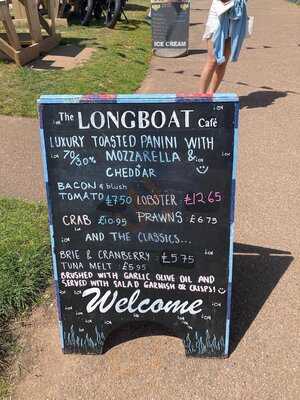 LONGBOAT
ICE CREAM
The LONGBOAT Café
LUXURY TOASTED PANINI WITH
70/30% MOZZARELLA &
CHEDDAR
BACON & blush
TOMATO £7.50 LOBSTER £12.65
CRAB £10.95 PRAWNS £6.75
AND THE CLASSICS...
BRIE & CRANBERRY £5.75
TUNA MELT £5.95
BRUSHED WITH GARLIC OLIVE OIL AND
SERVED WITH SALAD GARNISH OR CRISPS!
Welcome